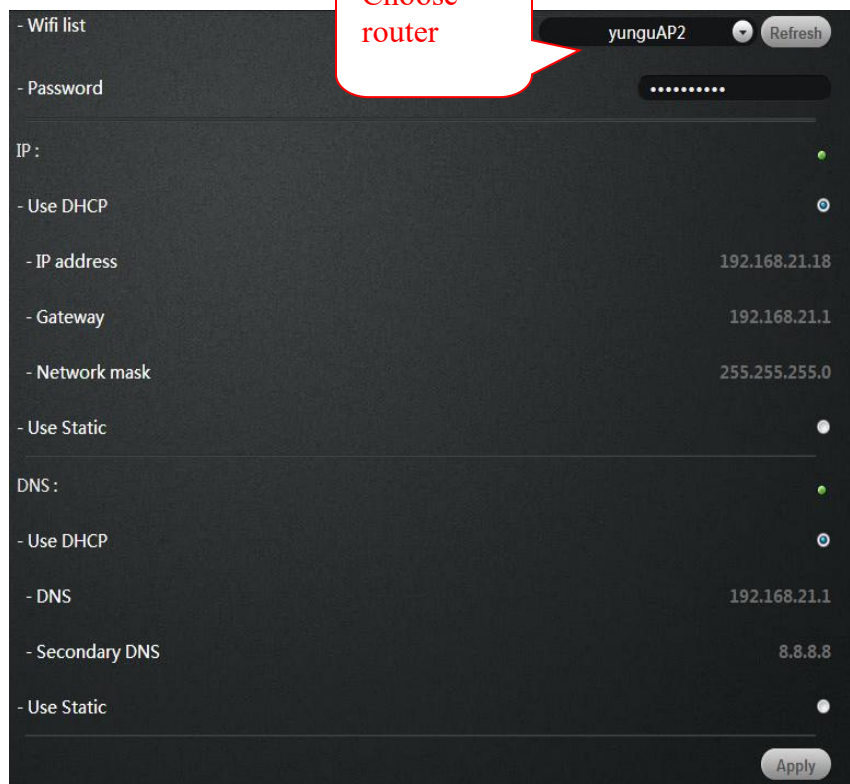 Choose
router
- Wifi list yunguAP2 Refresh
- Password ••••••••••
IP :
- Use DHCP
- IP address 192.168.21.18
- Gateway 192.168.21.1
- Network mask 255.255.255.0
- Use Static
DNS :
- Use DHCP
- DNS 192.168.21.1
- Secondary DNS 8.8.8.8
- Use Static
Apply